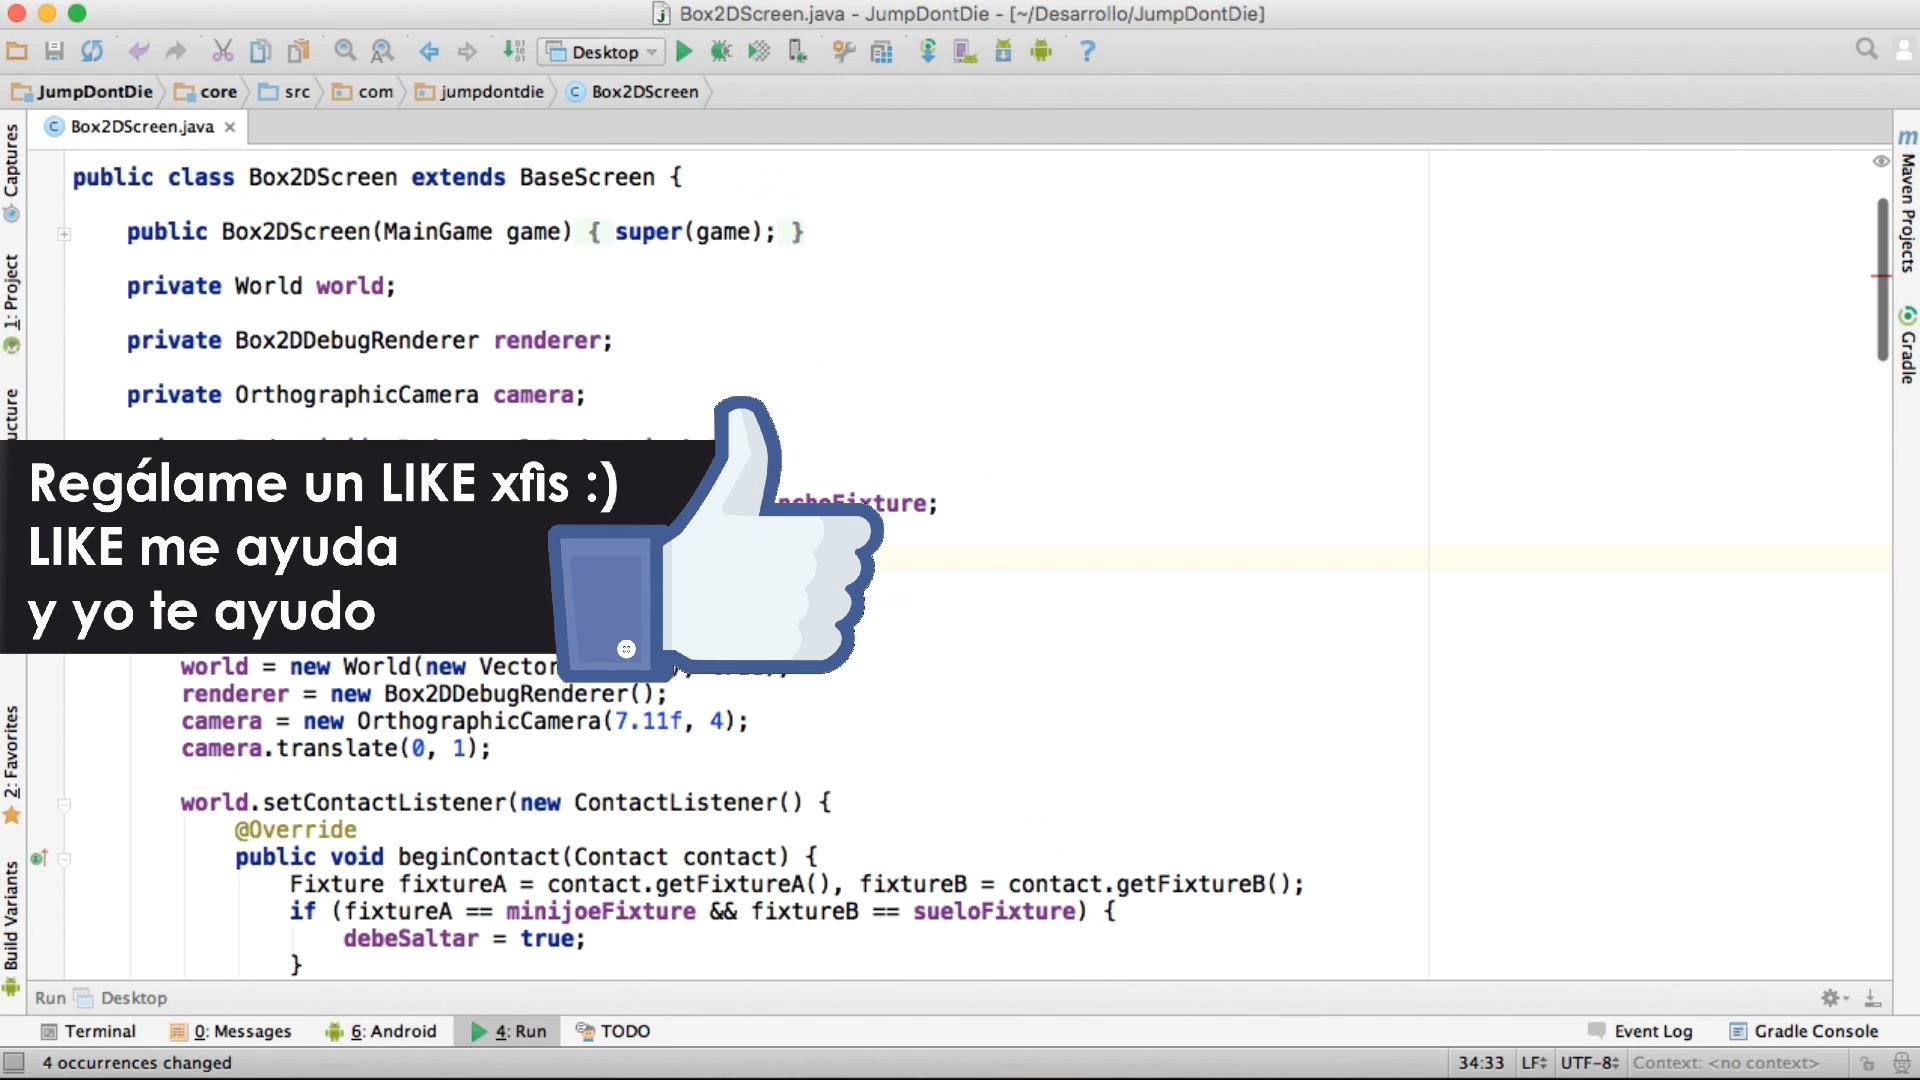 Box2DScreen.java - JumpDontDie - [~/Desarrollo/JumpDontDie]
Desktop
JumpDontDie core src com jumpdontdie Box2DScreen
Box2DScreen.java
Captures
1: Project
2: Favorites
Build Variants
Maven Projects
Gradle
public class Box2DScreen extends BaseScreen {
public Box2DScreen(MainGame game) { super(game); }
private World world;
private Box2DDebugRenderer renderer;
private OrthographicCamera camera;
Regálame un LIKE xfis :)
LIKE me ayuda
y yo te ayudo
world = new World(new Vector
renderer = new Box2DDebugRenderer();
camera = new OrthographicCamera(7.11f, 4);
camera.translate(0, 1);
world.setContactListener(new ContactListener() {
@Override
public void beginContact(Contact contact) {
Fixture fixtureA = contact.getFixtureA(), fixtureB = contact.getFixtureB();
if (fixtureA == minijoeFixture && fixtureB == sueloFixture) {
debeSaltar = true;
}
Run Desktop
Terminal 0: Messages 6: Android 4: Run TODO Event Log Gradle Console
4 occurrences changed 34:33 LF UTF-8 Context: <no context>